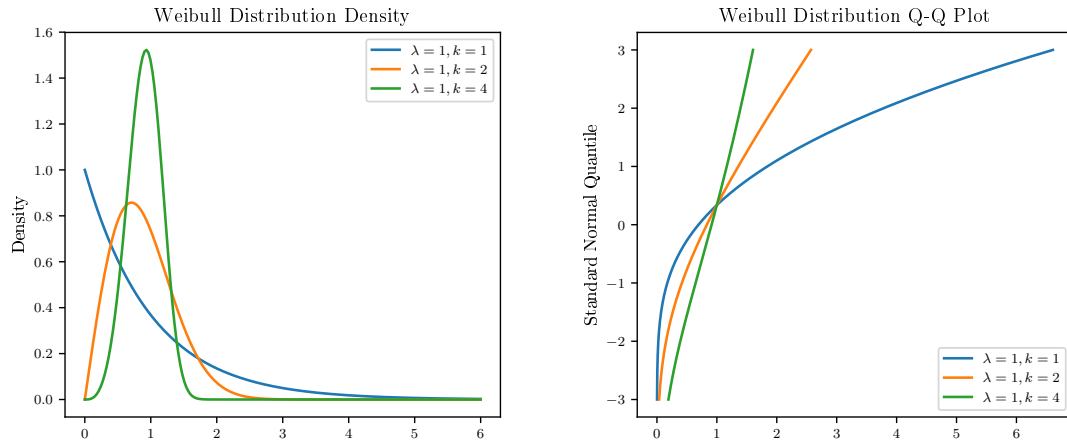 Weibull Distribution Density
1.6
1.4
1.2
1.0
0.8
0.6
0.4
0.2
0.0
Density
λ = 1, k = 1
λ = 1, k = 2
λ = 1, k = 4
0 1 2 3 4 5 6
Weibull Distribution Q-Q Plot
3
2
1
0
−1
−2
−3
Standard Normal Quantile
λ = 1, k = 1
λ = 1, k = 2
λ = 1, k = 4
0 1 2 3 4 5 6